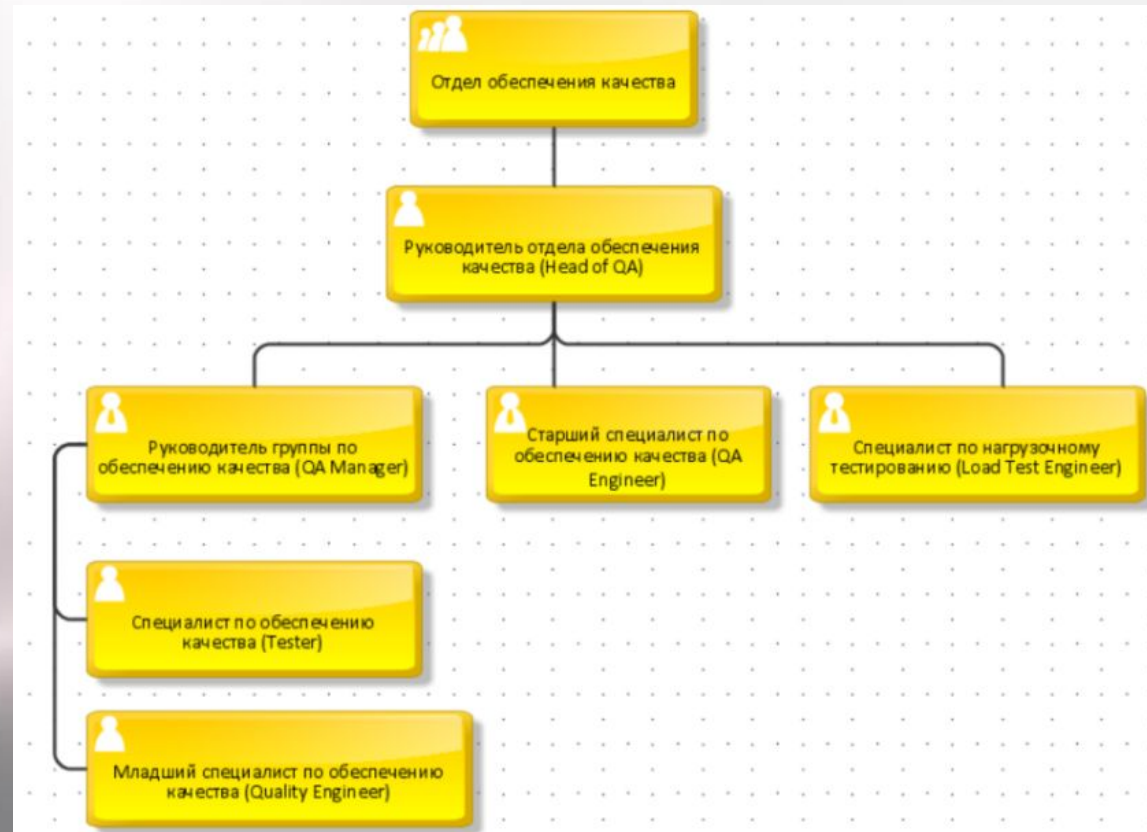 Отдел обеспечения качества
Руководитель отдела обеспечения
качества (Head of QA)
Руководитель группы по
обеспечению качества (QA Manager)
Старший специалист по
обеспечению качества (QA
Engineer)
Специалист по нагрузочному
тестированию (Load Test Engineer)
Специалист по обеспечению
качества (Tester)
Младший специалист по обеспечению
качества (Quality Engineer)